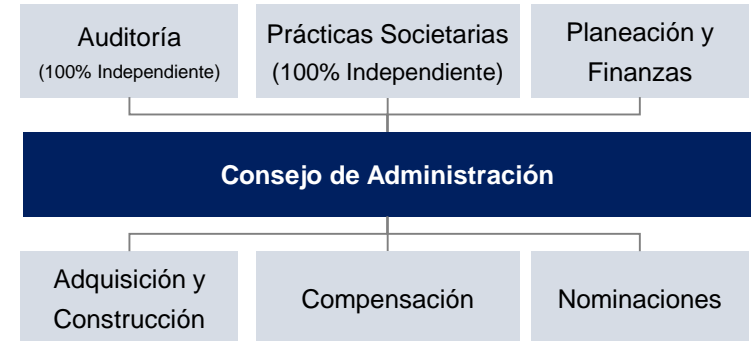 Auditoría
(100% Independiente)
Prácticas Societarias
(100% Independiente)
Planeación y
Finanzas
Consejo de Administración
Adquisición y
Construcción
Compensación
Nominaciones